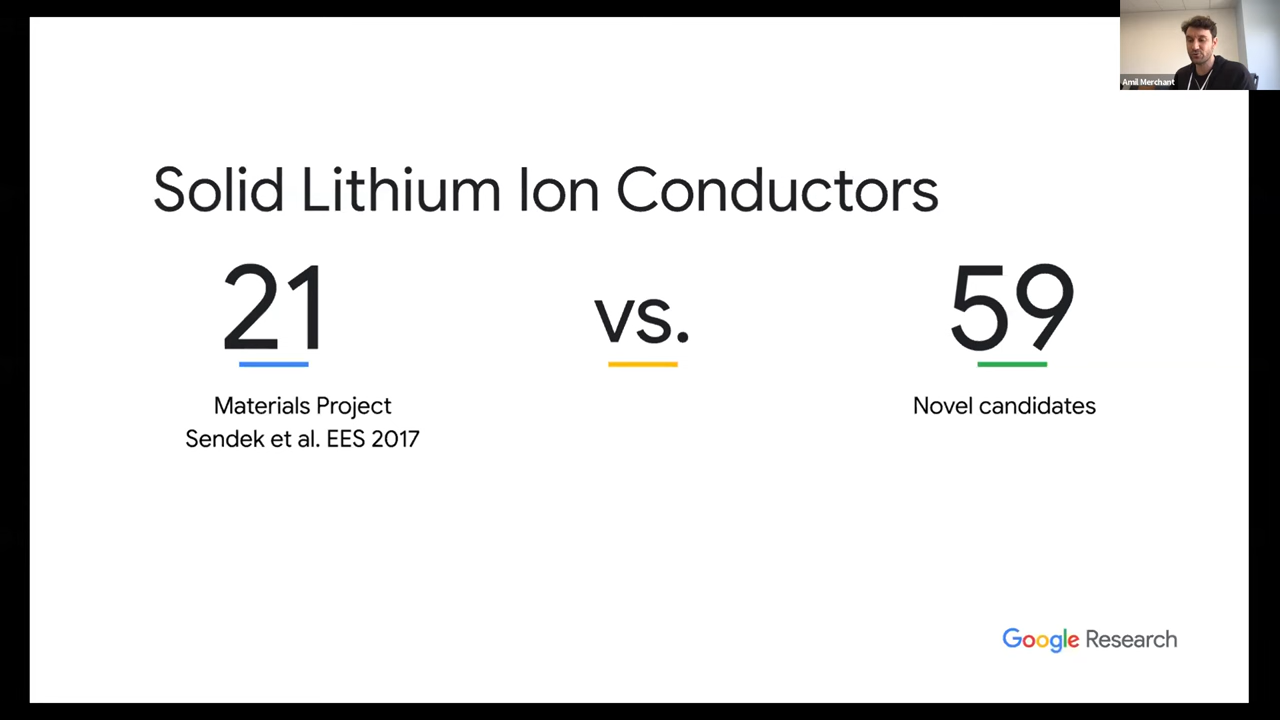 Amil Merchant
Solid Lithium Ion Conductors
21
vs.
59
Materials Project
Sendek et al. EES 2017
Novel candidates
Google Research